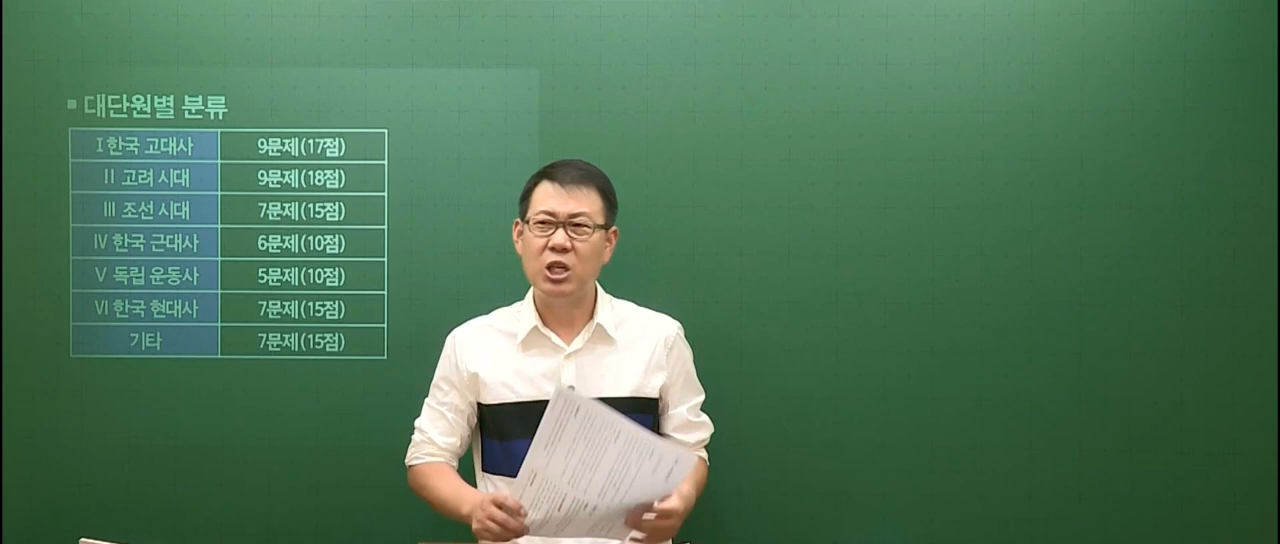 ▪ 대단원별 분류
Ⅰ 한국 고대사 9문제(17점)
Ⅱ 고려 시대 9문제(18점)
Ⅲ 조선 시대 7문제(15점)
Ⅳ 한국 근대사 6문제(10점)
Ⅴ 독립 운동사 5문제(10점)
Ⅵ 한국 현대사 7문제(15점)
기타 7문제(15점)